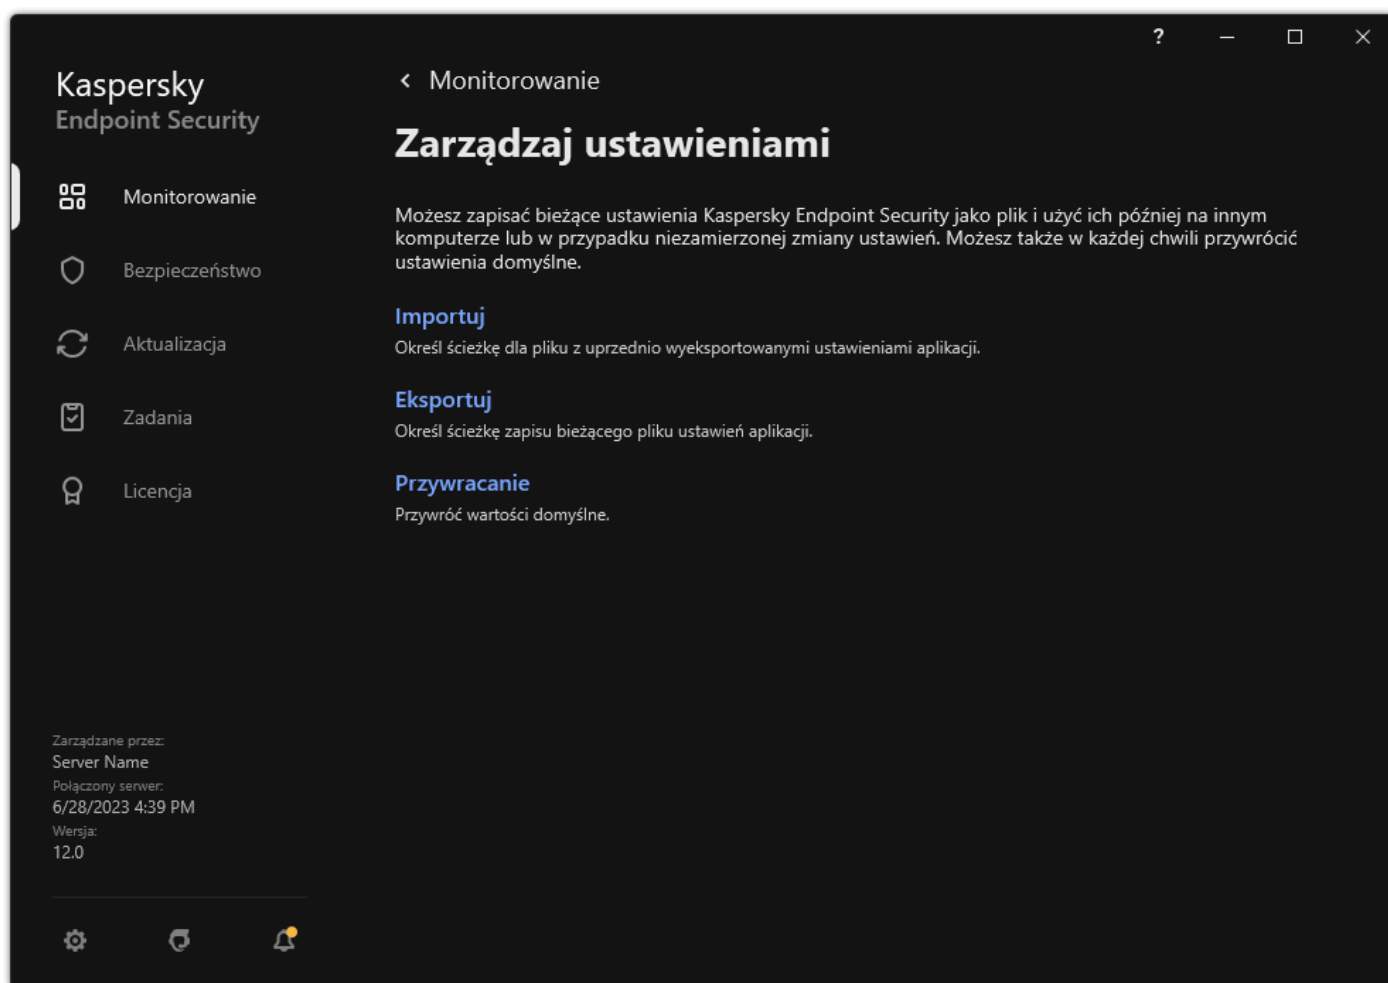 ?
Kaspersky
Endpoint Security
Monitorowanie
Bezpieczeństwo
Aktualizacja
Zadania
Licencja
Zarządzane przez:
Server Name
Połączony serwer:
6/28/2023 4:39 PM
Wersja:
12.0
Monitorowanie
Zarządzaj ustawieniami
Możesz zapisać bieżące ustawienia Kaspersky Endpoint Security jako plik i użyć ich później na innym
komputerze lub w przypadku niezamierzonej zmiany ustawień. Możesz także w każdej chwili przywrócić
ustawienia domyślne.
Importuj
Określ ścieżkę dla pliku z uprzednio wyeksportowanymi ustawieniami aplikacji.
Eksportuj
Określ ścieżkę zapisu bieżącego pliku ustawień aplikacji.
Przywracanie
Przywróć wartości domyślne.